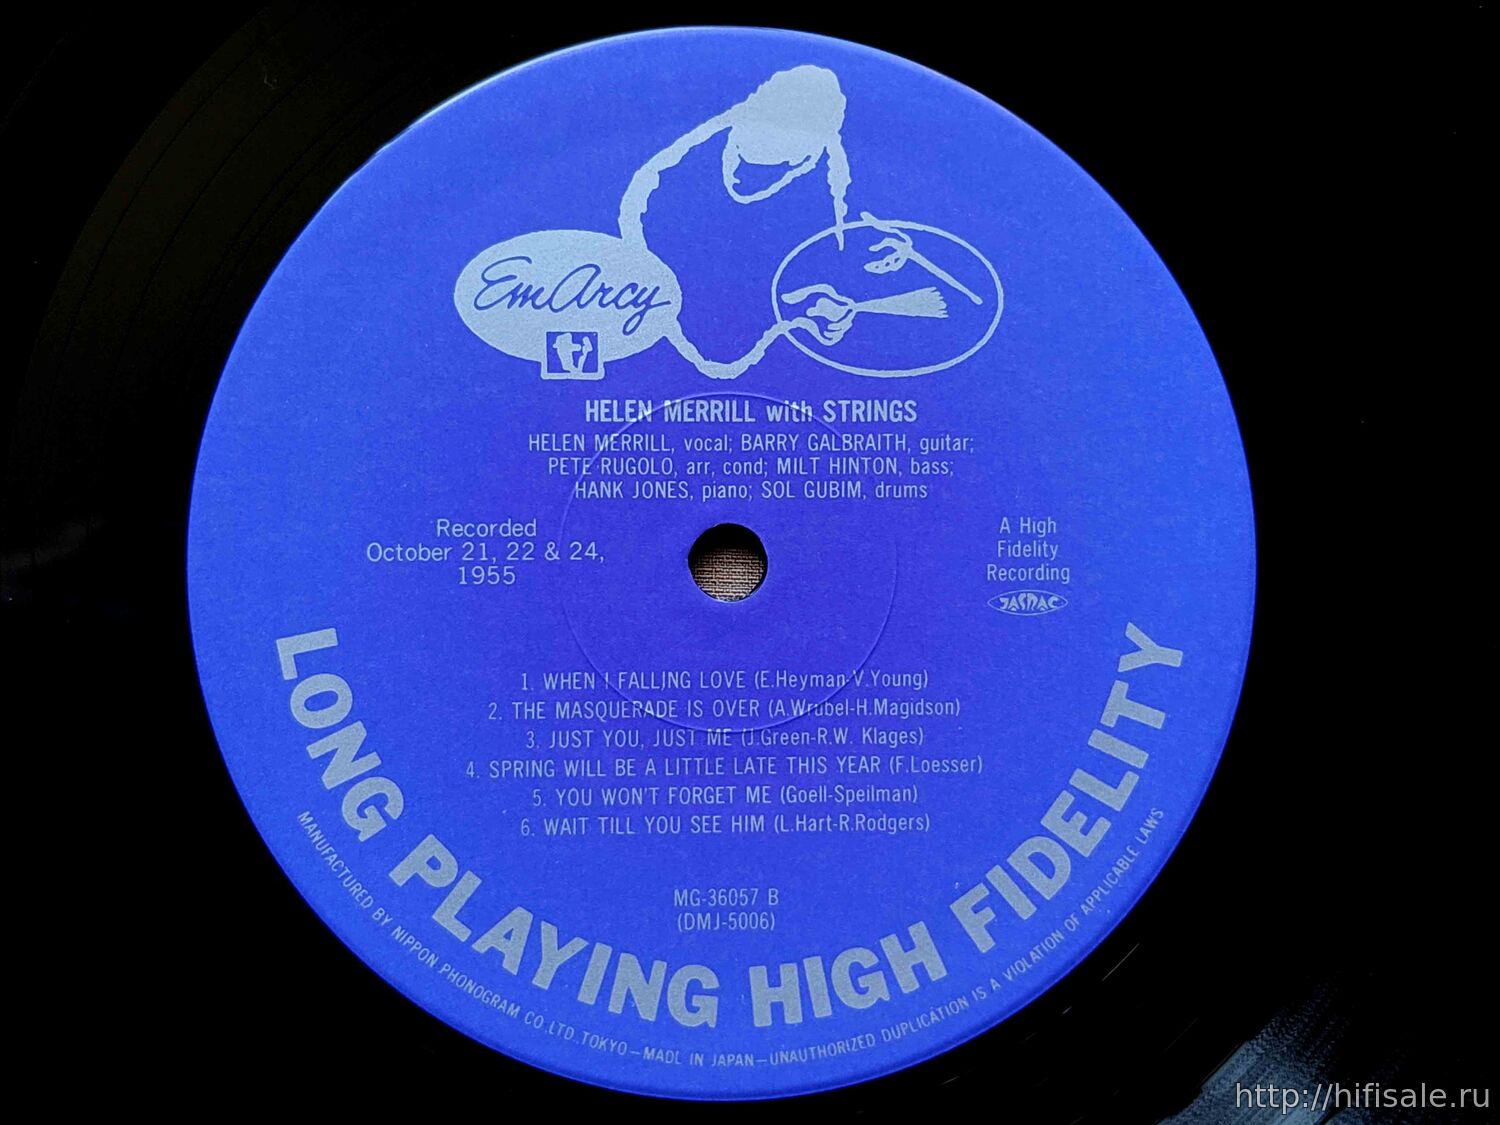 EmArcy
HELEN MERRILL with STRINGS
HELEN MERRILL, vocal; BARRY GALBRAITH, guitar;
PETE RUGOLO, arr, cond; MILT HINTON, bass;
HANK JONES, piano; SOL GUBIM, drums
Recorded
October 21, 22 & 24,
1955
A High
Fidelity
Recording
JASRAC
1. WHEN I FALLING LOVE (E.Heyman-V.Young)
2. THE MASQUERADE IS OVER (A.Wrubel-H.Magidson)
3. JUST YOU, JUST ME (J.Green-R.W. Klages)
4. SPRING WILL BE A LITTLE LATE THIS YEAR (F.Loesser)
5. YOU WON'T FORGET ME (Goell-Speilman)
6. WAIT TILL YOU SEE HIM (L.Hart-R.Rodgers)
MG-36057 B
(DMJ-5006)
LONG PLAYING HIGH FIDELITY
MANUFACTURED BY NIPPON PHONOGRAM CO.LTD.TOKYO-MADE IN JAPAN-UNAUTHORIZED DUPLICATION IS A VIOLATION OF APPLICABLE LAWS
http://hifisale.ru